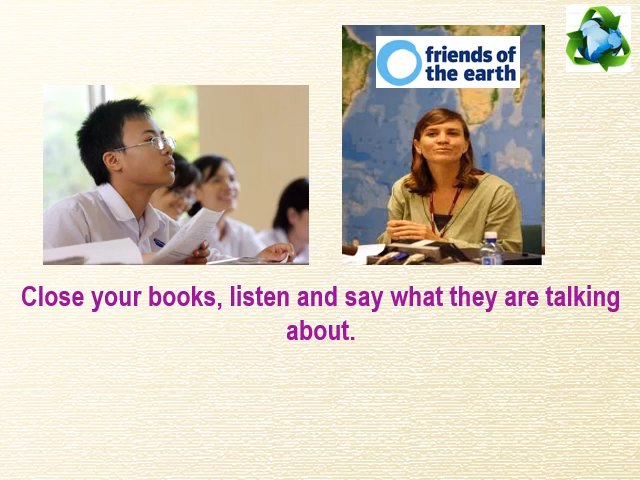 friends of
the earth
Close your books, listen and say what they are talking
about.